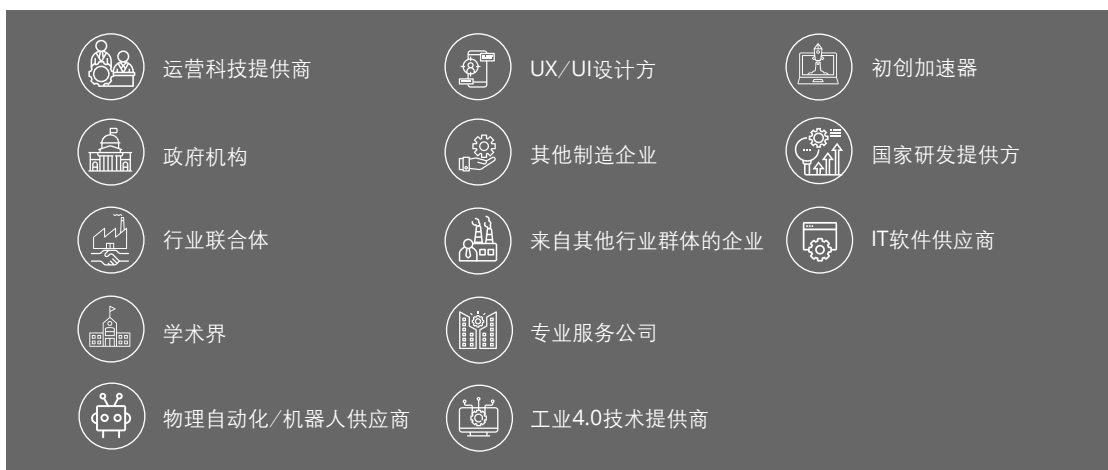 运营科技提供商
政府机构
行业联合体
学术界
物理自动化/机器人供应商
UX/UI设计方
其他制造企业
来自其他行业群体的企业
专业服务公司
工业4.0技术提供商
初创加速器
国家研发提供方
IT软件供应商